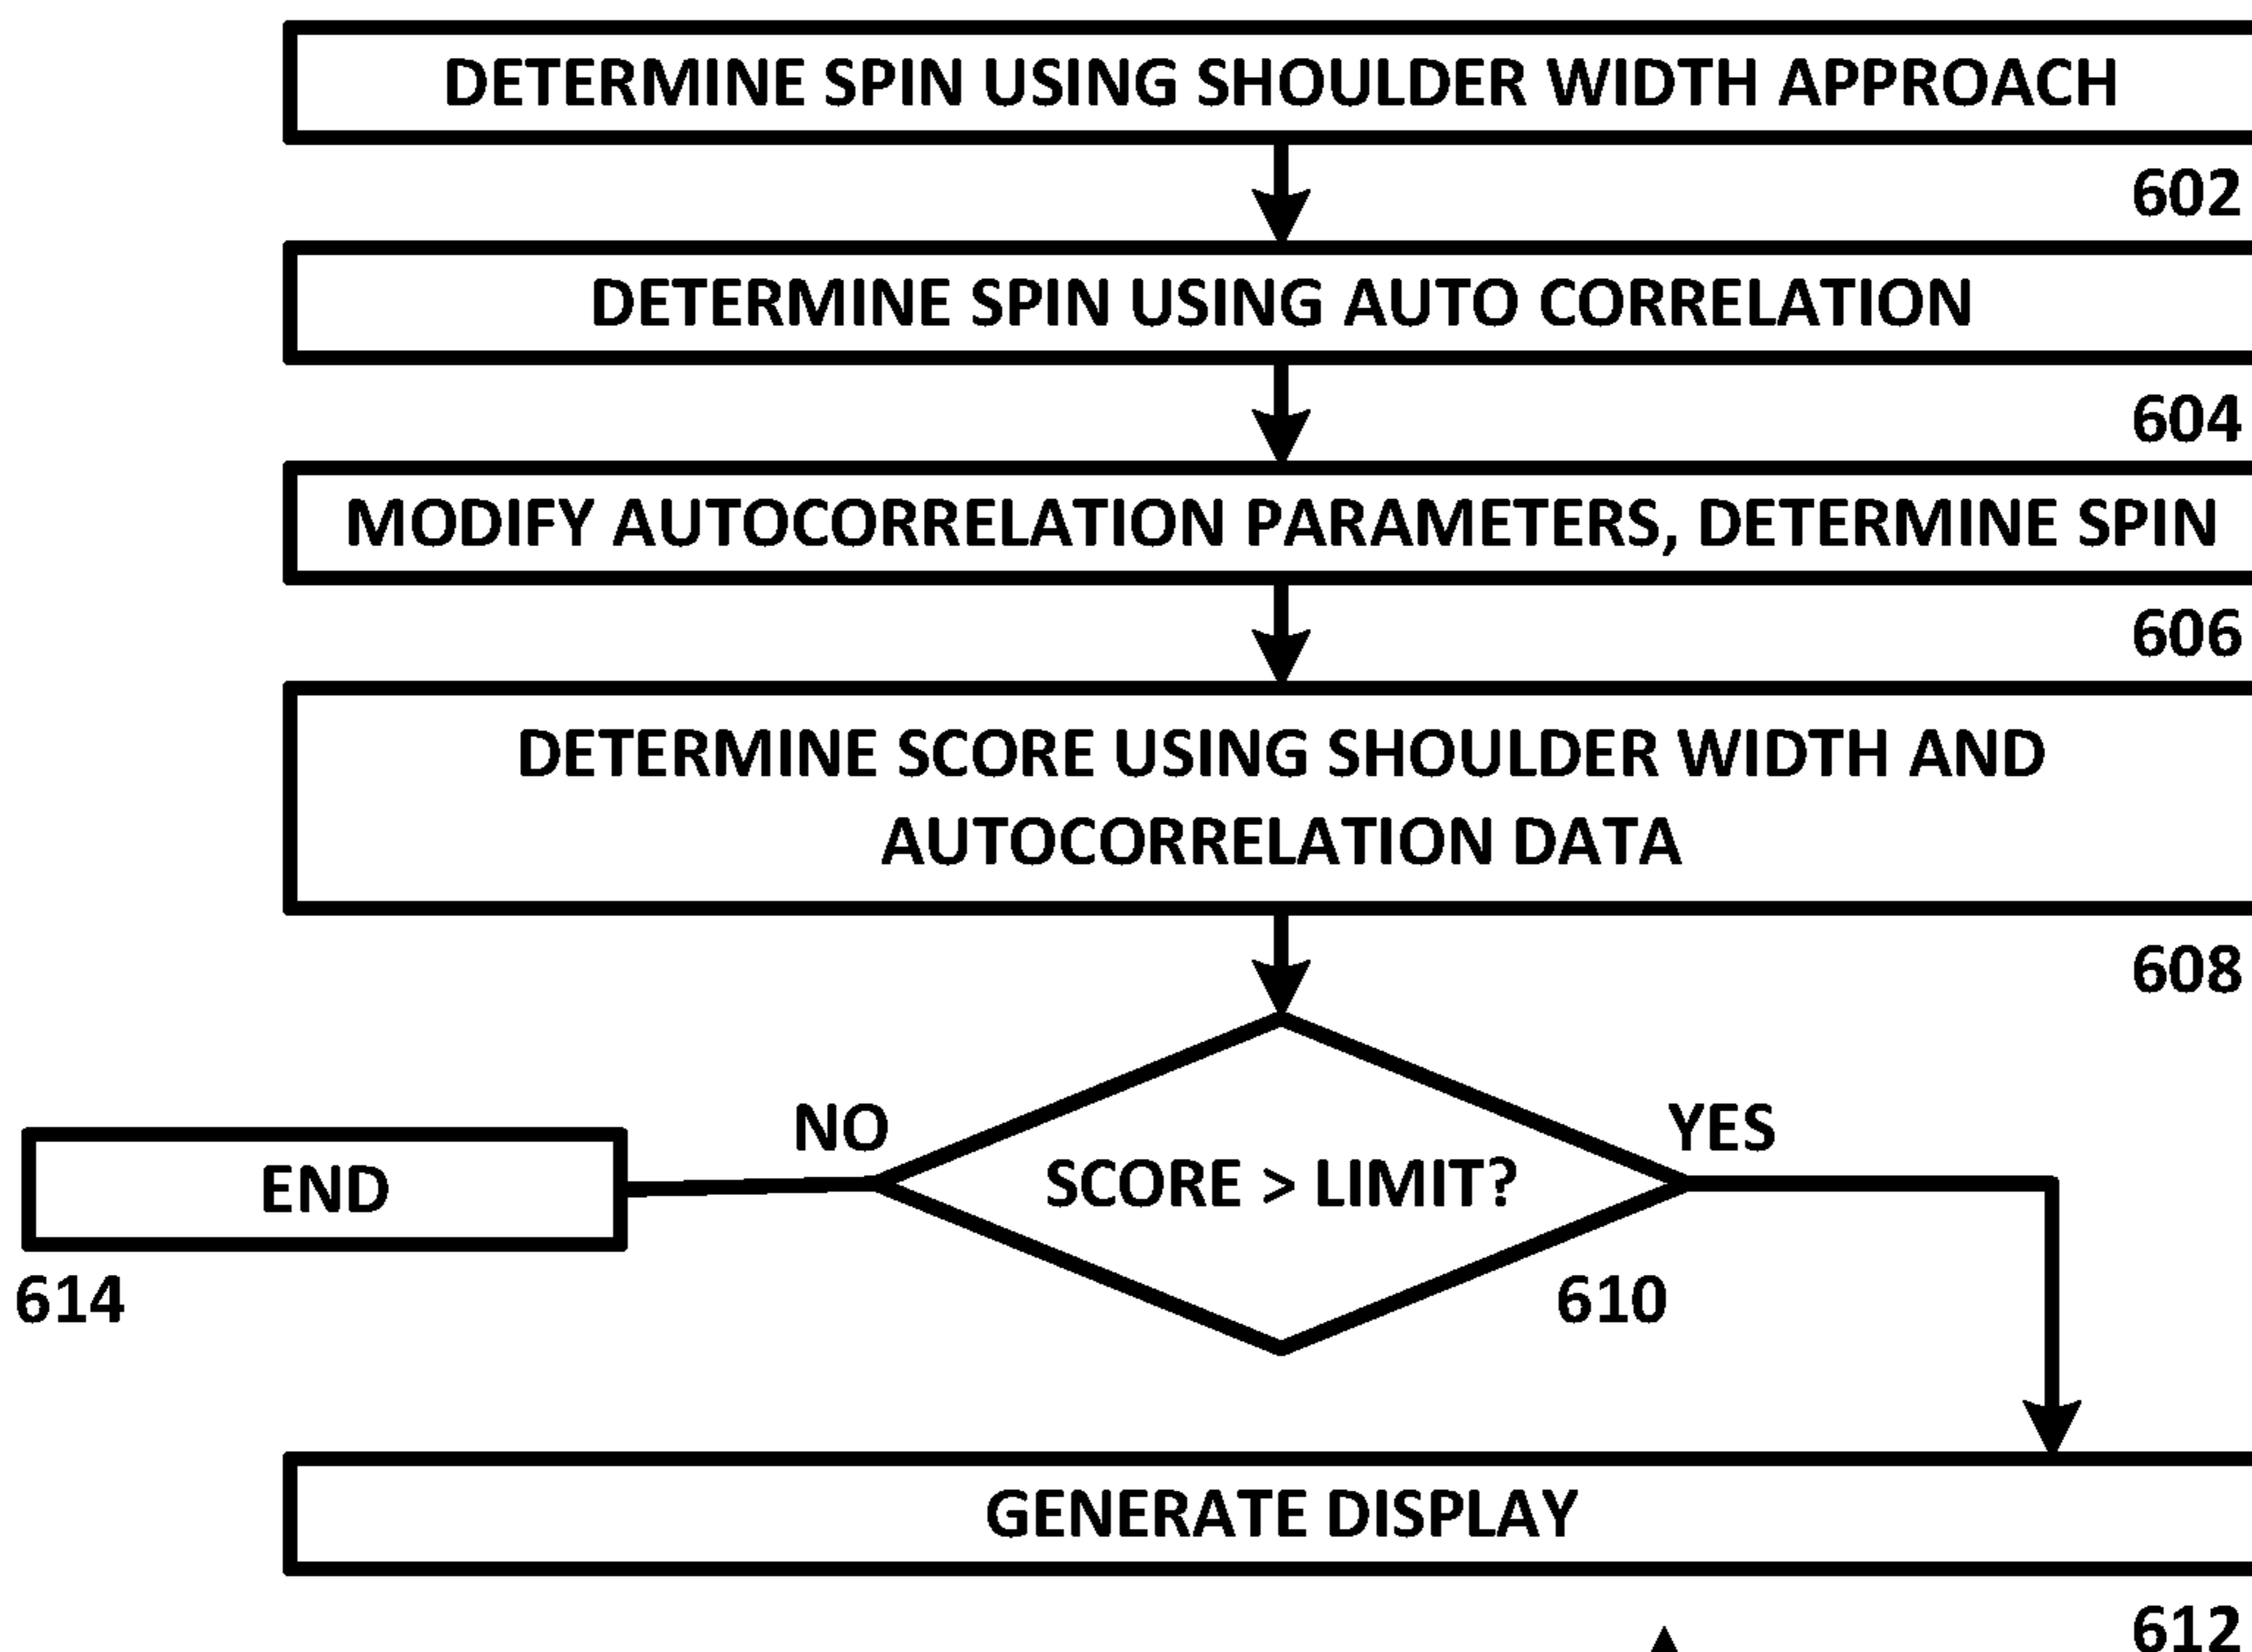 DETERMINE SPIN USING SHOULDER WIDTH APPROACH
602
DETERMINE SPIN USING AUTO CORRELATION
604
MODIFY AUTOCORRELATION PARAMETERS, DETERMINE SPIN
606
DETERMINE SCORE USING SHOULDER WIDTH AND
AUTOCORRELATION DATA
608
NO
YES
END
SCORE > LIMIT?
614
610
GENERATE DISPLAY
612